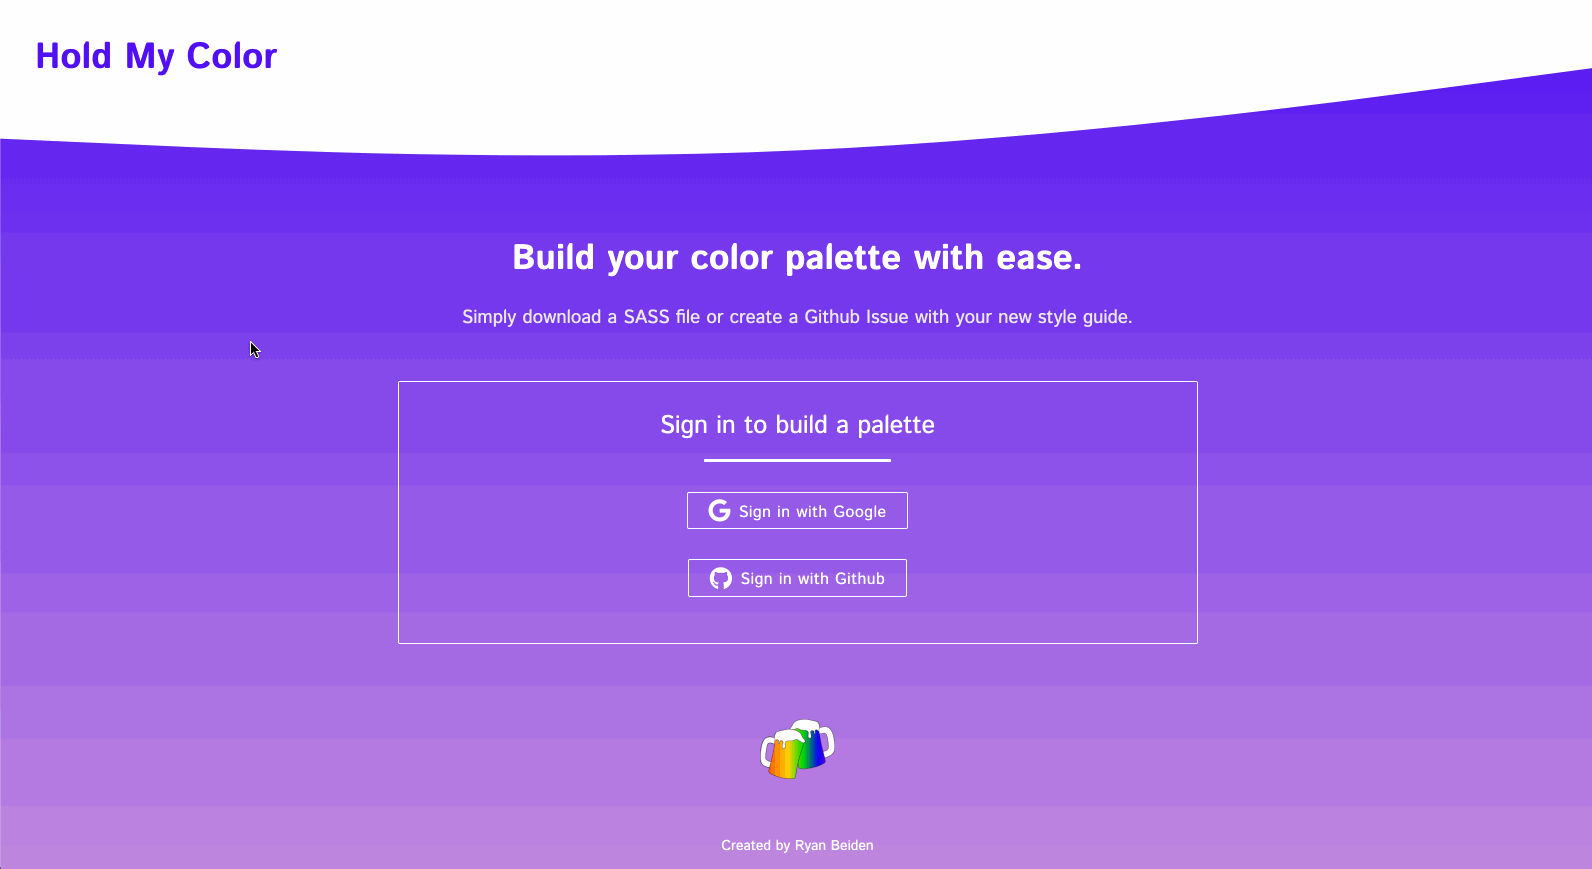 Hold My Color
Build your color palette with ease.
Simply download a SASS file or create a Github Issue with your new style guide.
Sign in to build a palette
Sign in with Google
Sign in with Github
Created by Ryan Beiden